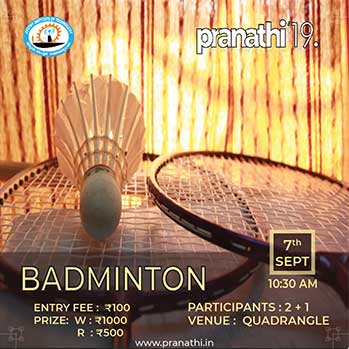 pranathi'19.
7th
SEPT
10:30 AM
BADMINTON
ENTRY FEE : ₹100
PRIZE: W : ₹1000
R : ₹500
PARTICIPANTS : 2 + 1
VENUE : QUADRANGLE
www.pranathi.in